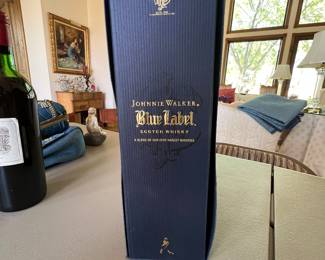 JOHNNIE WALKER
Blue Label
SCOTCH WHISKY
A BLEND OF OUR VERY RAREST WHISKIES